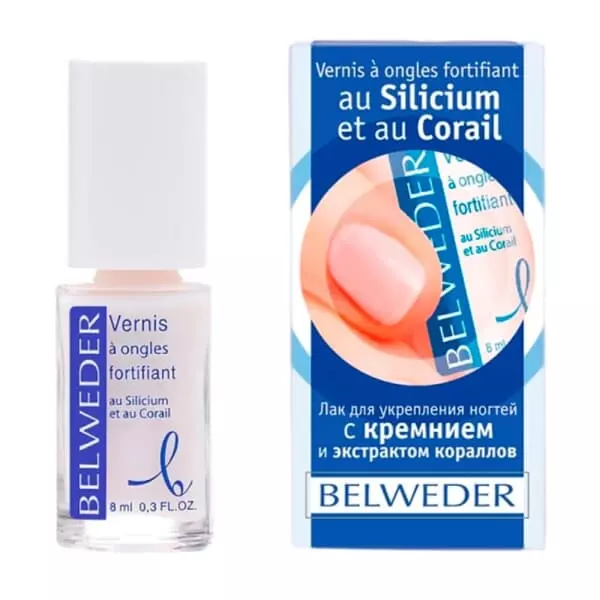 BELWEDER
Vernis
à ongles
fortifiant
au Silicium
et au Corail
8 ml 0,3 FL.OZ.
Vernis à ongles fortifiant
au Silicium
et au Corail
BELWEDER
à ongles
fortifiant
au Silicium
et au Corail
8 ml
Лак для укрепления ногтей
с кремнием
и экстрактом кораллов
BELWEDER